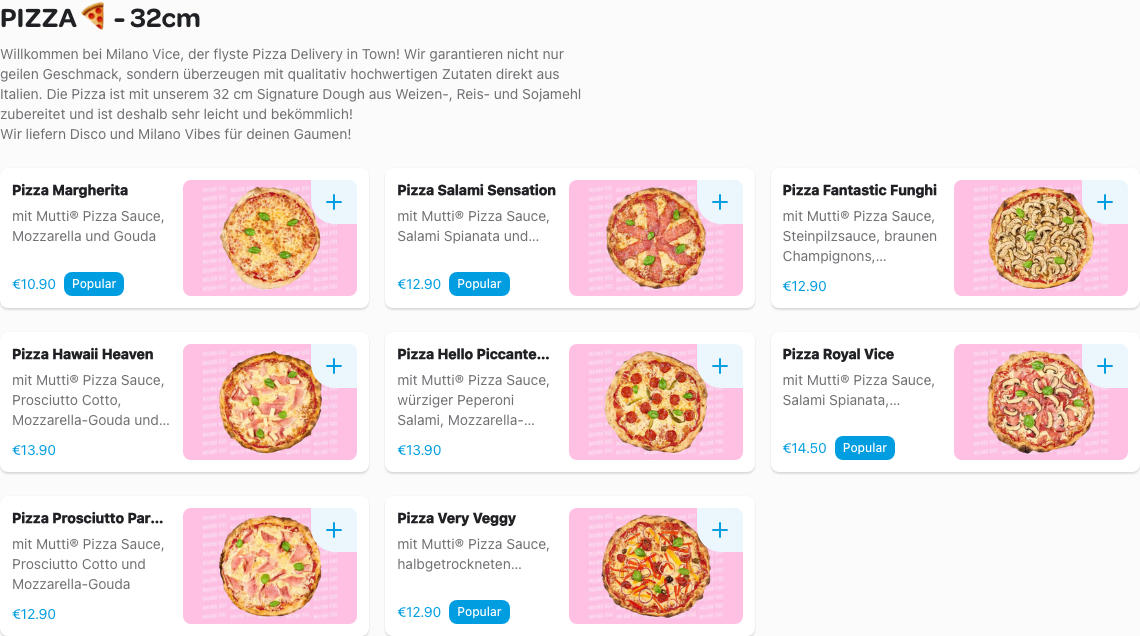 PIZZA🍕 - 32cm
Willkommen bei Milano Vice, der flyste Pizza Delivery in Town! Wir garantieren nicht nur
geilen Geschmack, sondern überzeugen mit qualitativ hochwertigen Zutaten direkt aus
Italien. Die Pizza ist mit unserem 32 cm Signature Dough aus Weizen-, Reis- und Sojamehl
zubereitet und ist deshalb sehr leicht und bekömmlich!
Wir liefern Disco und Milano Vibes für deinen Gaumen!
Pizza Margherita
mit Mutti® Pizza Sauce,
Mozzarella und Gouda
€10.90 Popular
Pizza Salami Sensation
mit Mutti® Pizza Sauce,
Salami Spianata und...
€12.90 Popular
Pizza Fantastic Funghi
mit Mutti® Pizza Sauce,
Steinpilzsauce, braunen
Champignons,...
€12.90
Pizza Hawaii Heaven
mit Mutti® Pizza Sauce,
Prosciutto Cotto,
Mozzarella-Gouda und...
€13.90
Pizza Hello Piccante...
mit Mutti® Pizza Sauce,
würziger Peperoni
Salami, Mozzarella-...
€13.90
Pizza Royal Vice
mit Mutti® Pizza Sauce,
Salami Spianata,...
€14.50 Popular
Pizza Prosciutto Par...
mit Mutti® Pizza Sauce,
Prosciutto Cotto und
Mozzarella-Gouda
€12.90
Pizza Very Veggy
mit Mutti® Pizza Sauce,
halbgetrockneten...
€12.90 Popular